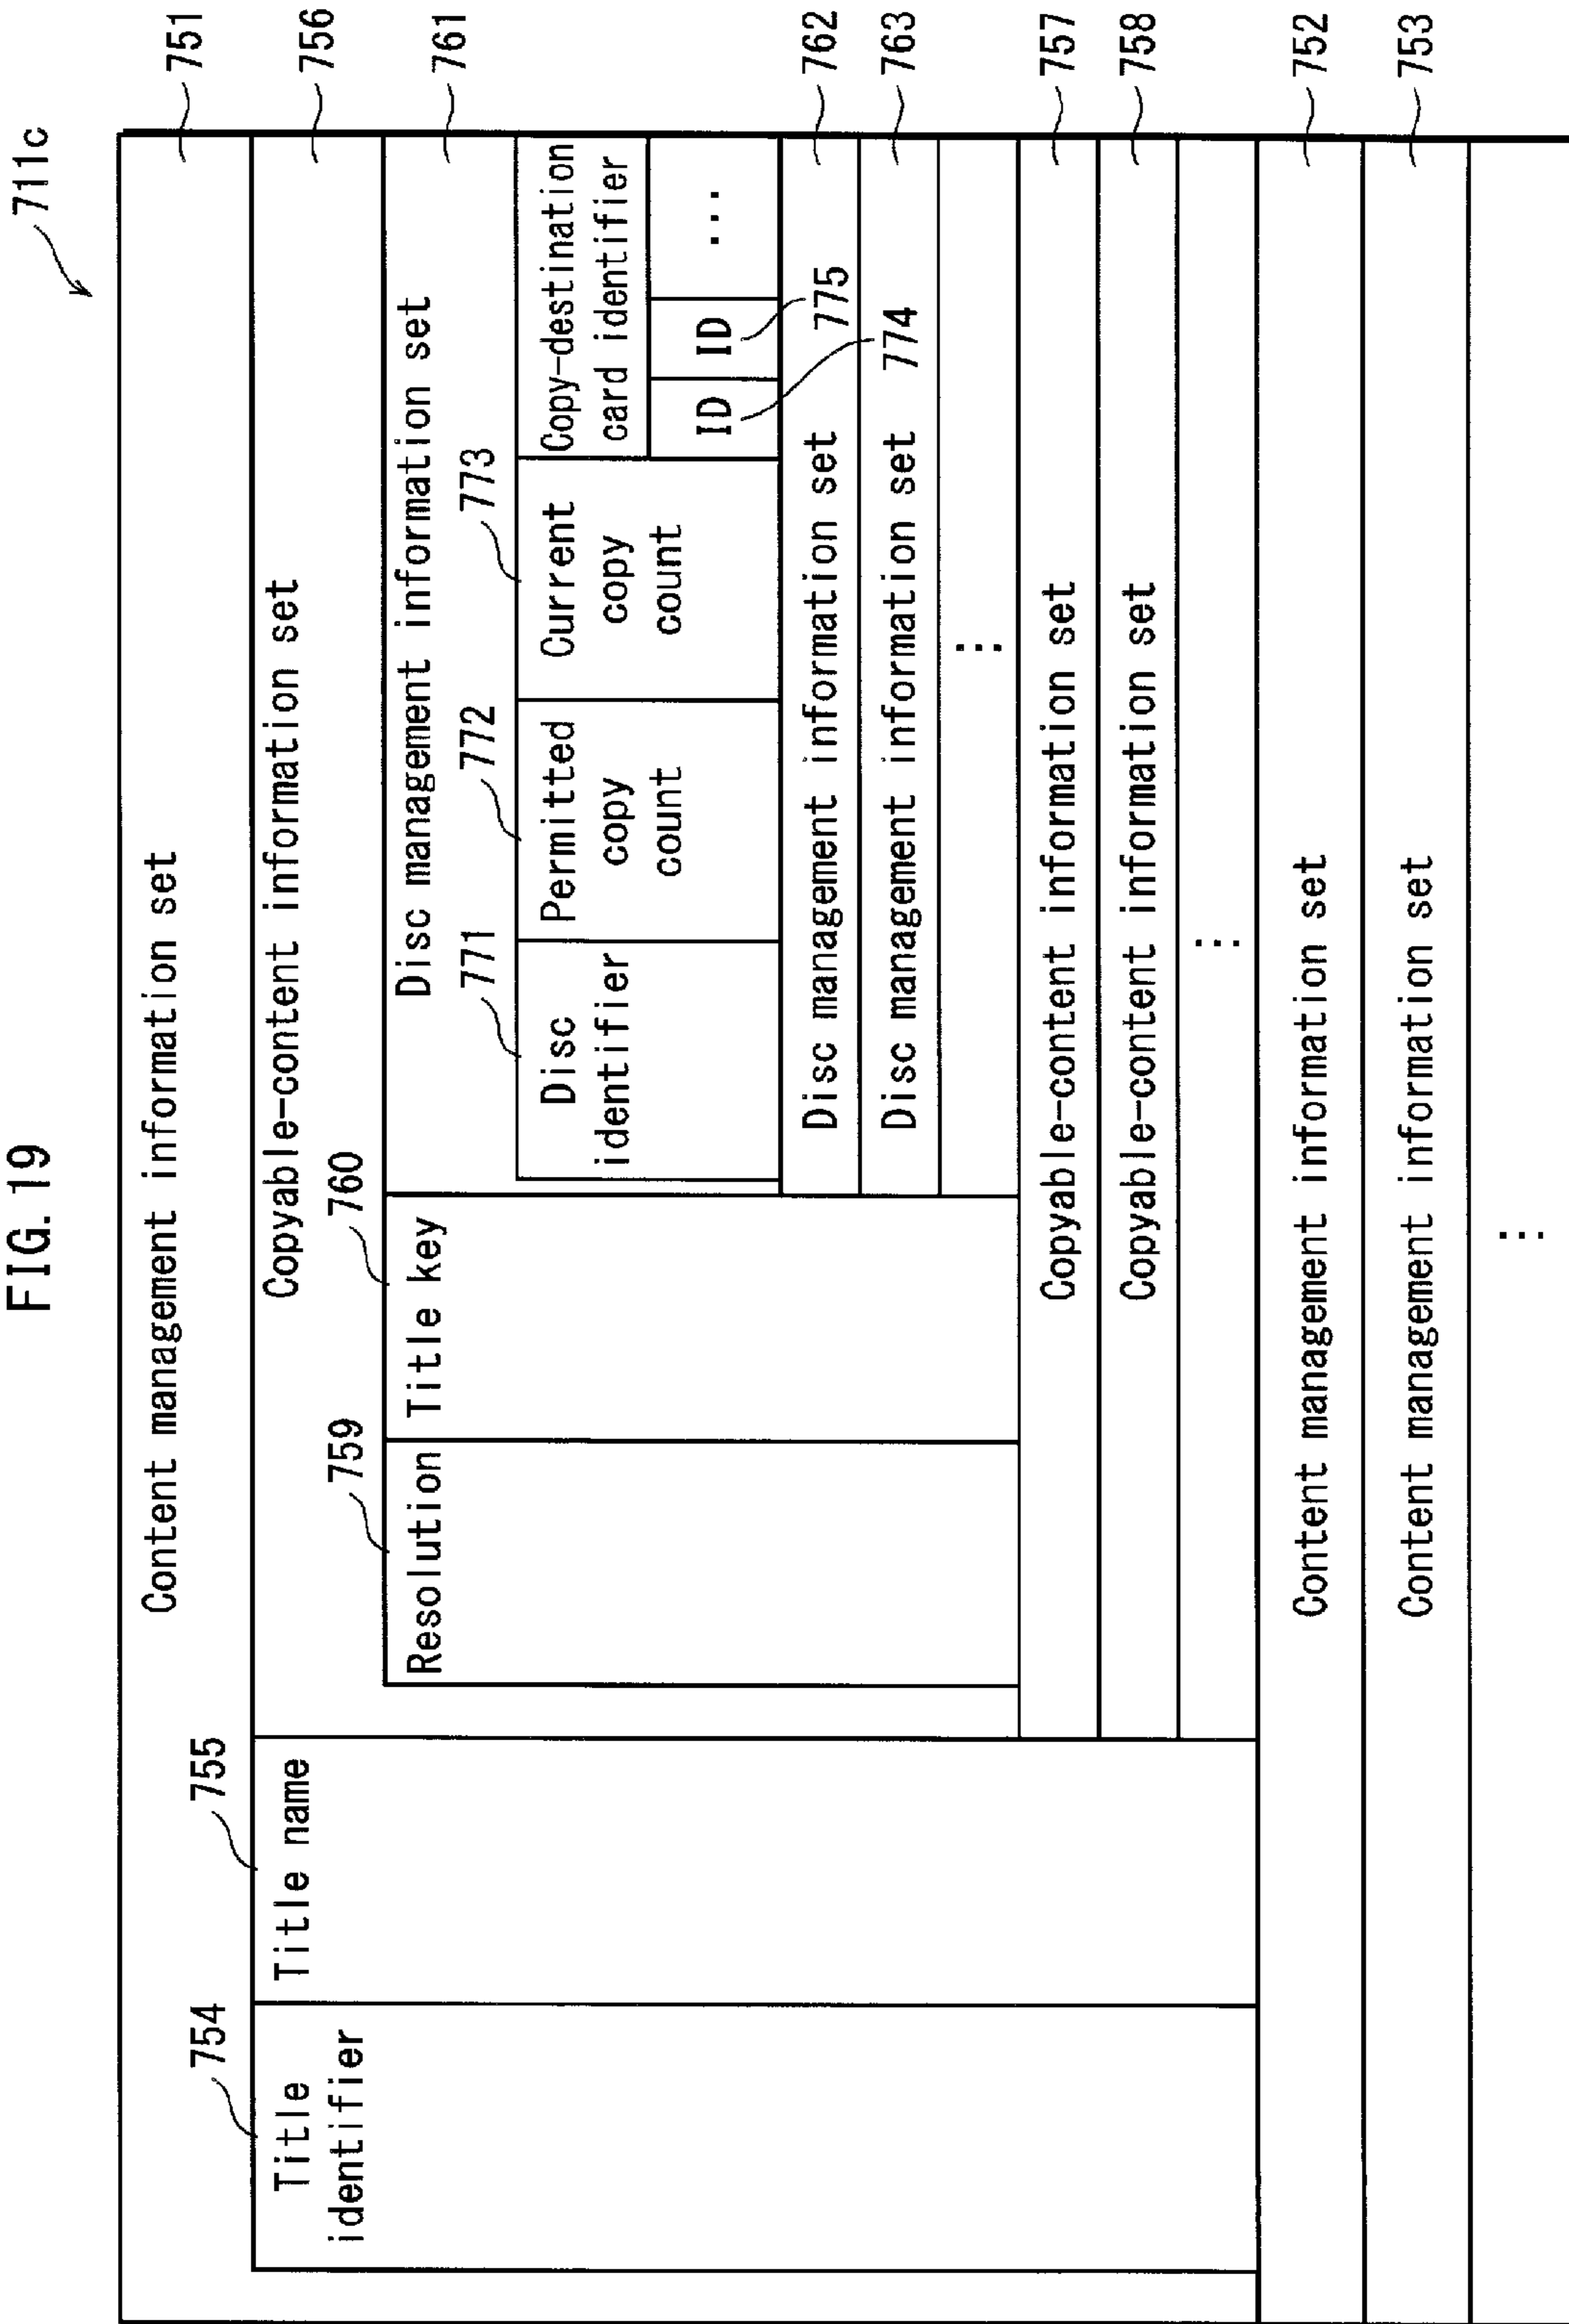 FIG. 19
711c
Content management information set
751
754
755
Title
identifier
Title name
Copyable-content information set
756
759
760
Resolution
Title key
Disc management information set
761
771
772
773
Disc
identifier
Permitted
copy
count
Current
copy
count
Copy-destination
card identifier
ID
ID
...
Disc management information set
775
762
Disc management information set
774
763
...
Copyable-content information set
757
Copyable-content information set
758
...
Content management information set
752
Content management information set
753
...